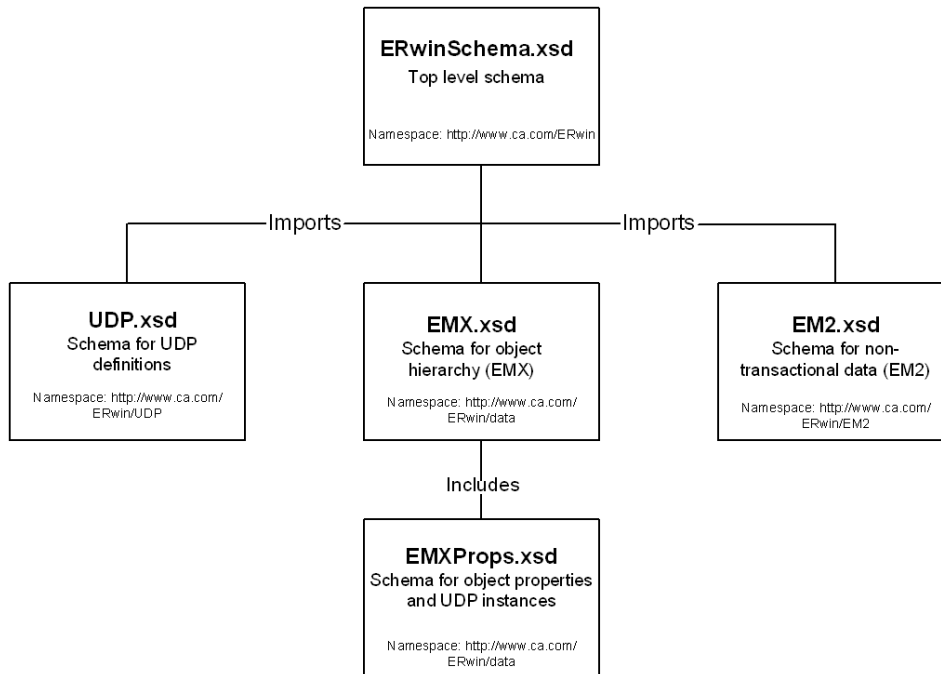 ERwinSchema.xsd
Top level schema
Namespace: http://www.ca.com/ERwin
Imports
Imports
UDP.xsd
Schema for UDP
definitions
Namespace: http://www.ca.com/
ERwin/UDP
EMX.xsd
Schema for object
hierarchy (EMX)
Namespace: http://www.ca.com/
ERwin/data
EM2.xsd
Schema for non-
transactional data (EM2)
Namespace: http://www.ca.com/
ERwin/EM2
Includes
EMXProps.xsd
Schema for object properties
and UDP instances
Namespace: http://www.ca.com/
ERwin/data